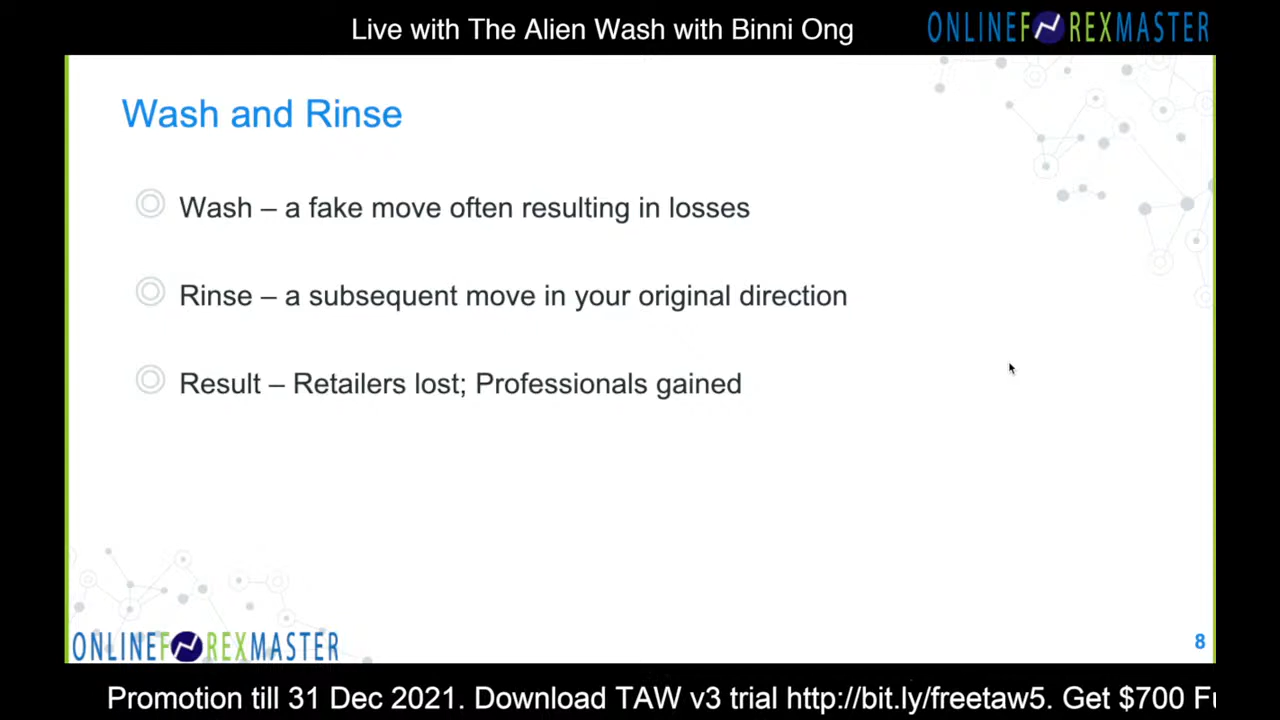 Live with The Alien Wash with Binni Ong
ONLINEFOREXMASTER
Wash and Rinse
Wash – a fake move often resulting in losses
Rinse – a subsequent move in your original direction
Result – Retailers lost; Professionals gained
ONLINEFOREXMASTER
8
Promotion till 31 Dec 2021. Download TAW v3 trial http://bit.ly/freetaw5. Get $700 F